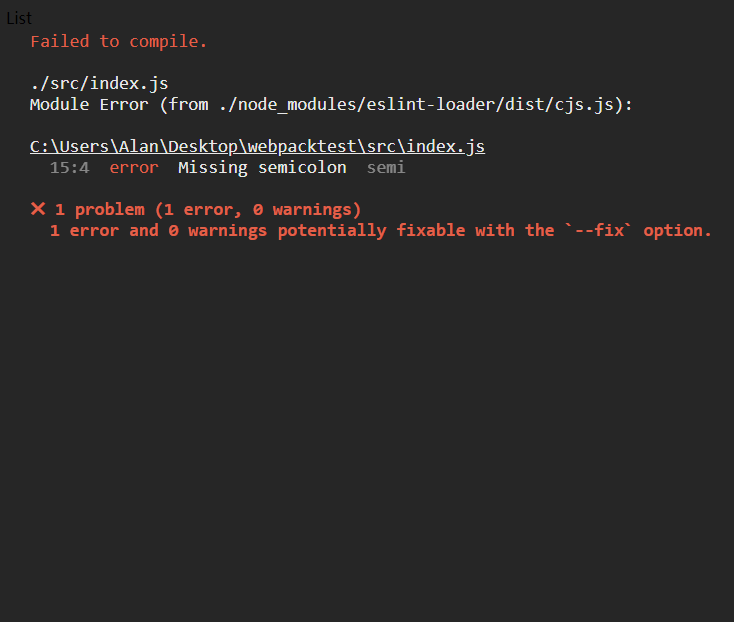 List
Failed to compile.
./src/index.js
Module Error (from ./node_modules/eslint-loader/dist/cjs.js):
C:\Users\Alan\Desktop\webpacktest\src\index.js
15:4 error Missing semicolon semi
✕ 1 problem (1 error, 0 warnings)
1 error and 0 warnings potentially fixable with the `--fix` option.